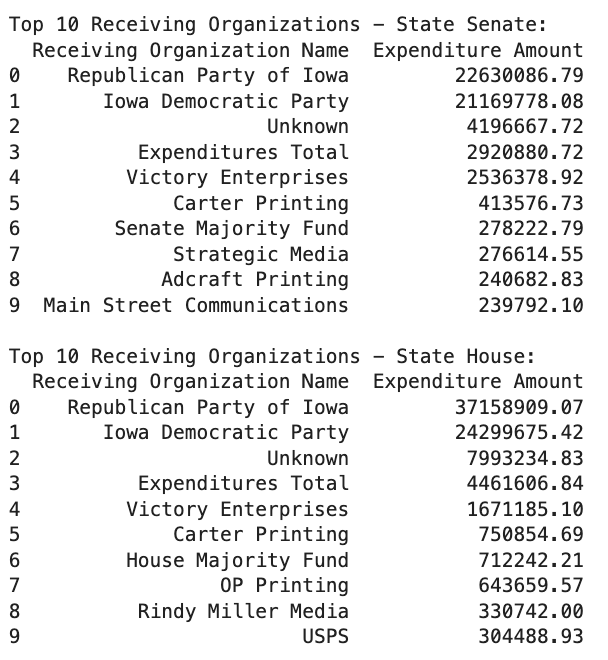 Top 10 Receiving Organizations – State Senate:
Receiving Organization Name Expenditure Amount
0 Republican Party of Iowa 22630086.79
1 Iowa Democratic Party 21169778.08
2 Unknown 4196667.72
3 Expenditures Total 2920880.72
4 Victory Enterprises 2536378.92
5 Carter Printing 413576.73
6 Senate Majority Fund 278222.79
7 Strategic Media 276614.55
8 Adcraft Printing 240682.83
9 Main Street Communications 239792.10
Top 10 Receiving Organizations – State House:
Receiving Organization Name Expenditure Amount
0 Republican Party of Iowa 37158909.07
1 Iowa Democratic Party 24299675.42
2 Unknown 7993234.83
3 Expenditures Total 4461606.84
4 Victory Enterprises 1671185.10
5 Carter Printing 750854.69
6 House Majority Fund 712242.21
7 OP Printing 643659.57
8 Rindy Miller Media 330742.00
9 USPS 304488.93